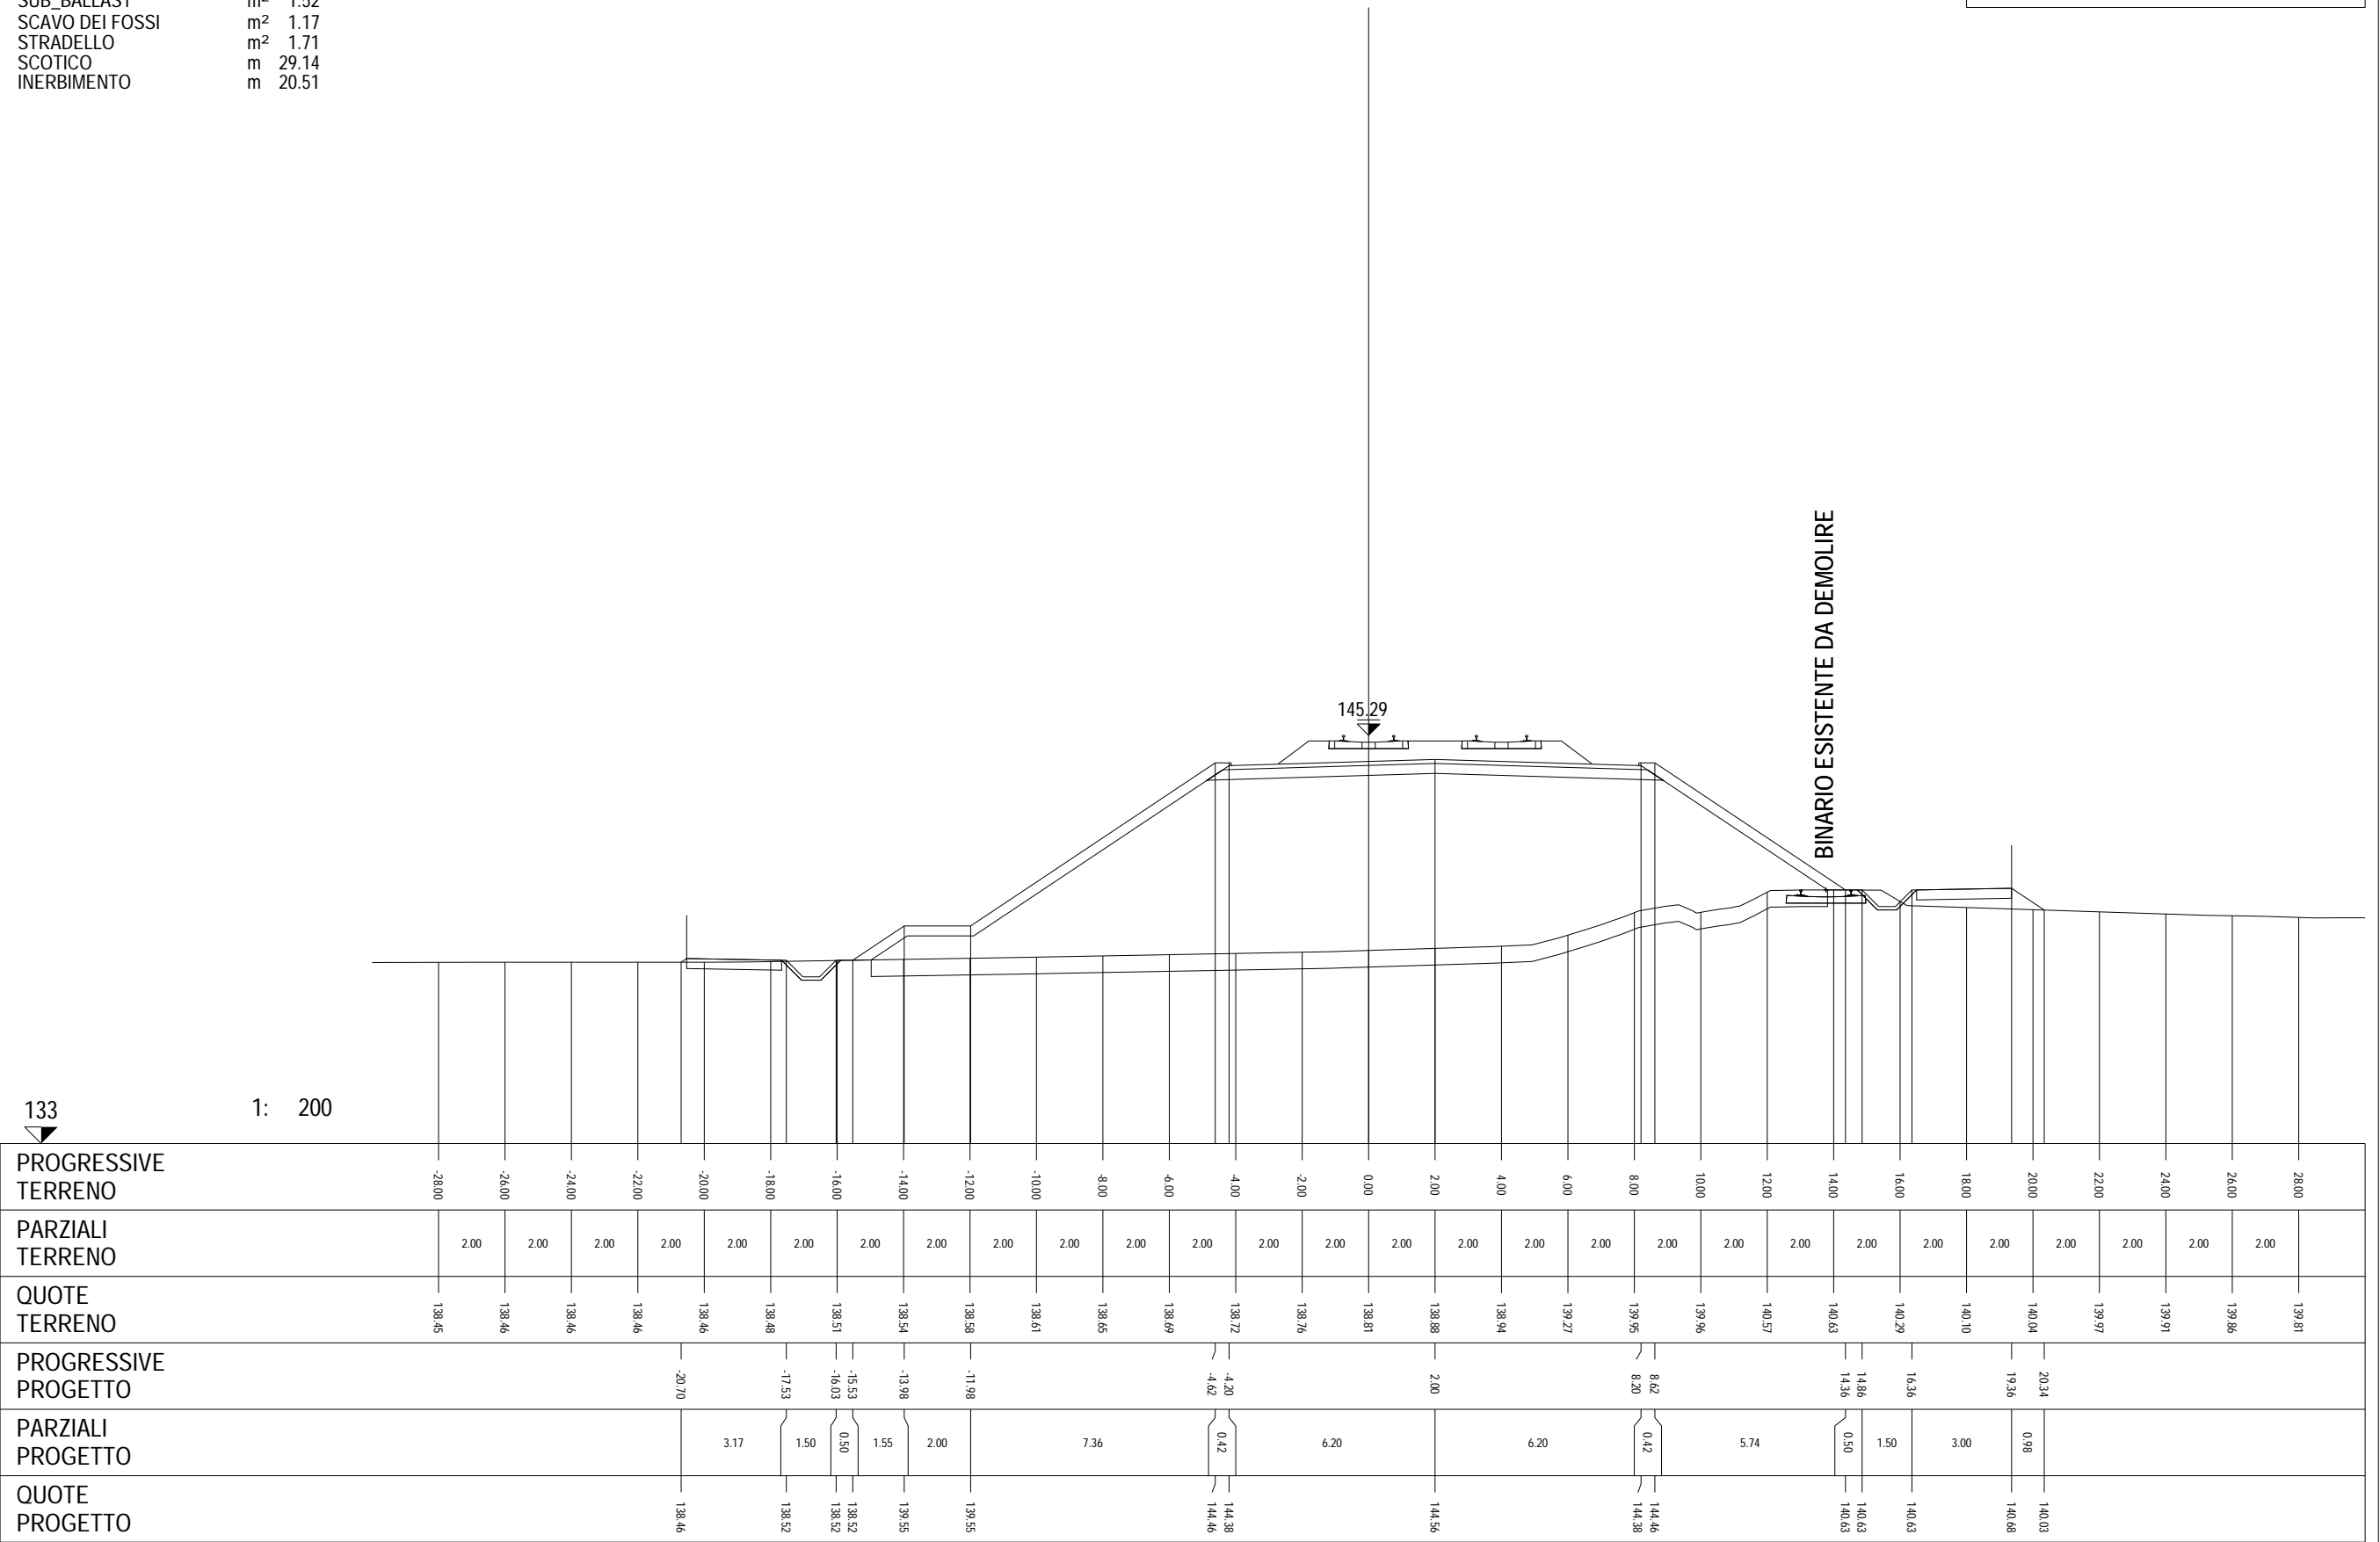 SUB_BALLAST m² 1.52
SCAVO DEI FOSSI m² 1.17
STRADELLO m² 1.71
SCOTICO m 29.14
INERBIMENTO m 20.51
BINARIO ESISTENTE DA DEMOLIRE
145.29
133
1: 200
PROGRESSIVE TERRENO
-28.00 -26.00 -24.00 -22.00 -20.00 -18.00 -16.00 -14.00 -12.00 -10.00 -8.00 -6.00 -4.00 -2.00 0.00 2.00 4.00 6.00 8.00 10.00 12.00 14.00 16.00 18.00 20.00 22.00 24.00 26.00 28.00
PARZIALI TERRENO
2.00 2.00 2.00 2.00 2.00 2.00 2.00 2.00 2.00 2.00 2.00 2.00 2.00 2.00 2.00 2.00 2.00 2.00 2.00 2.00 2.00 2.00 2.00 2.00 2.00 2.00 2.00 2.00
QUOTE TERRENO
138.45 138.46 138.46 138.46 138.46 138.48 138.51 138.54 138.58 138.61 138.65 138.69 138.72 138.76 138.81 138.88 138.94 139.27 139.95 139.96 140.57 140.63 140.29 140.10 140.04 139.97 139.91 139.86 139.81
PROGRESSIVE PROGETTO
-20.70 -17.53 -16.03 -15.53 -13.98 -11.98 -4.62 -4.20 2.00 8.20 8.62 14.36 14.86 16.36 19.36 20.34
PARZIALI PROGETTO
3.17 1.50 0.50 1.55 2.00 7.36 0.42 6.20 6.20 0.42 5.74 0.50 1.50 3.00 0.98
QUOTE PROGETTO
138.46 138.52 138.52 138.52 139.55 139.55 144.46 144.38 144.56 144.38 144.46 140.63 140.63 140.63 140.68 140.03